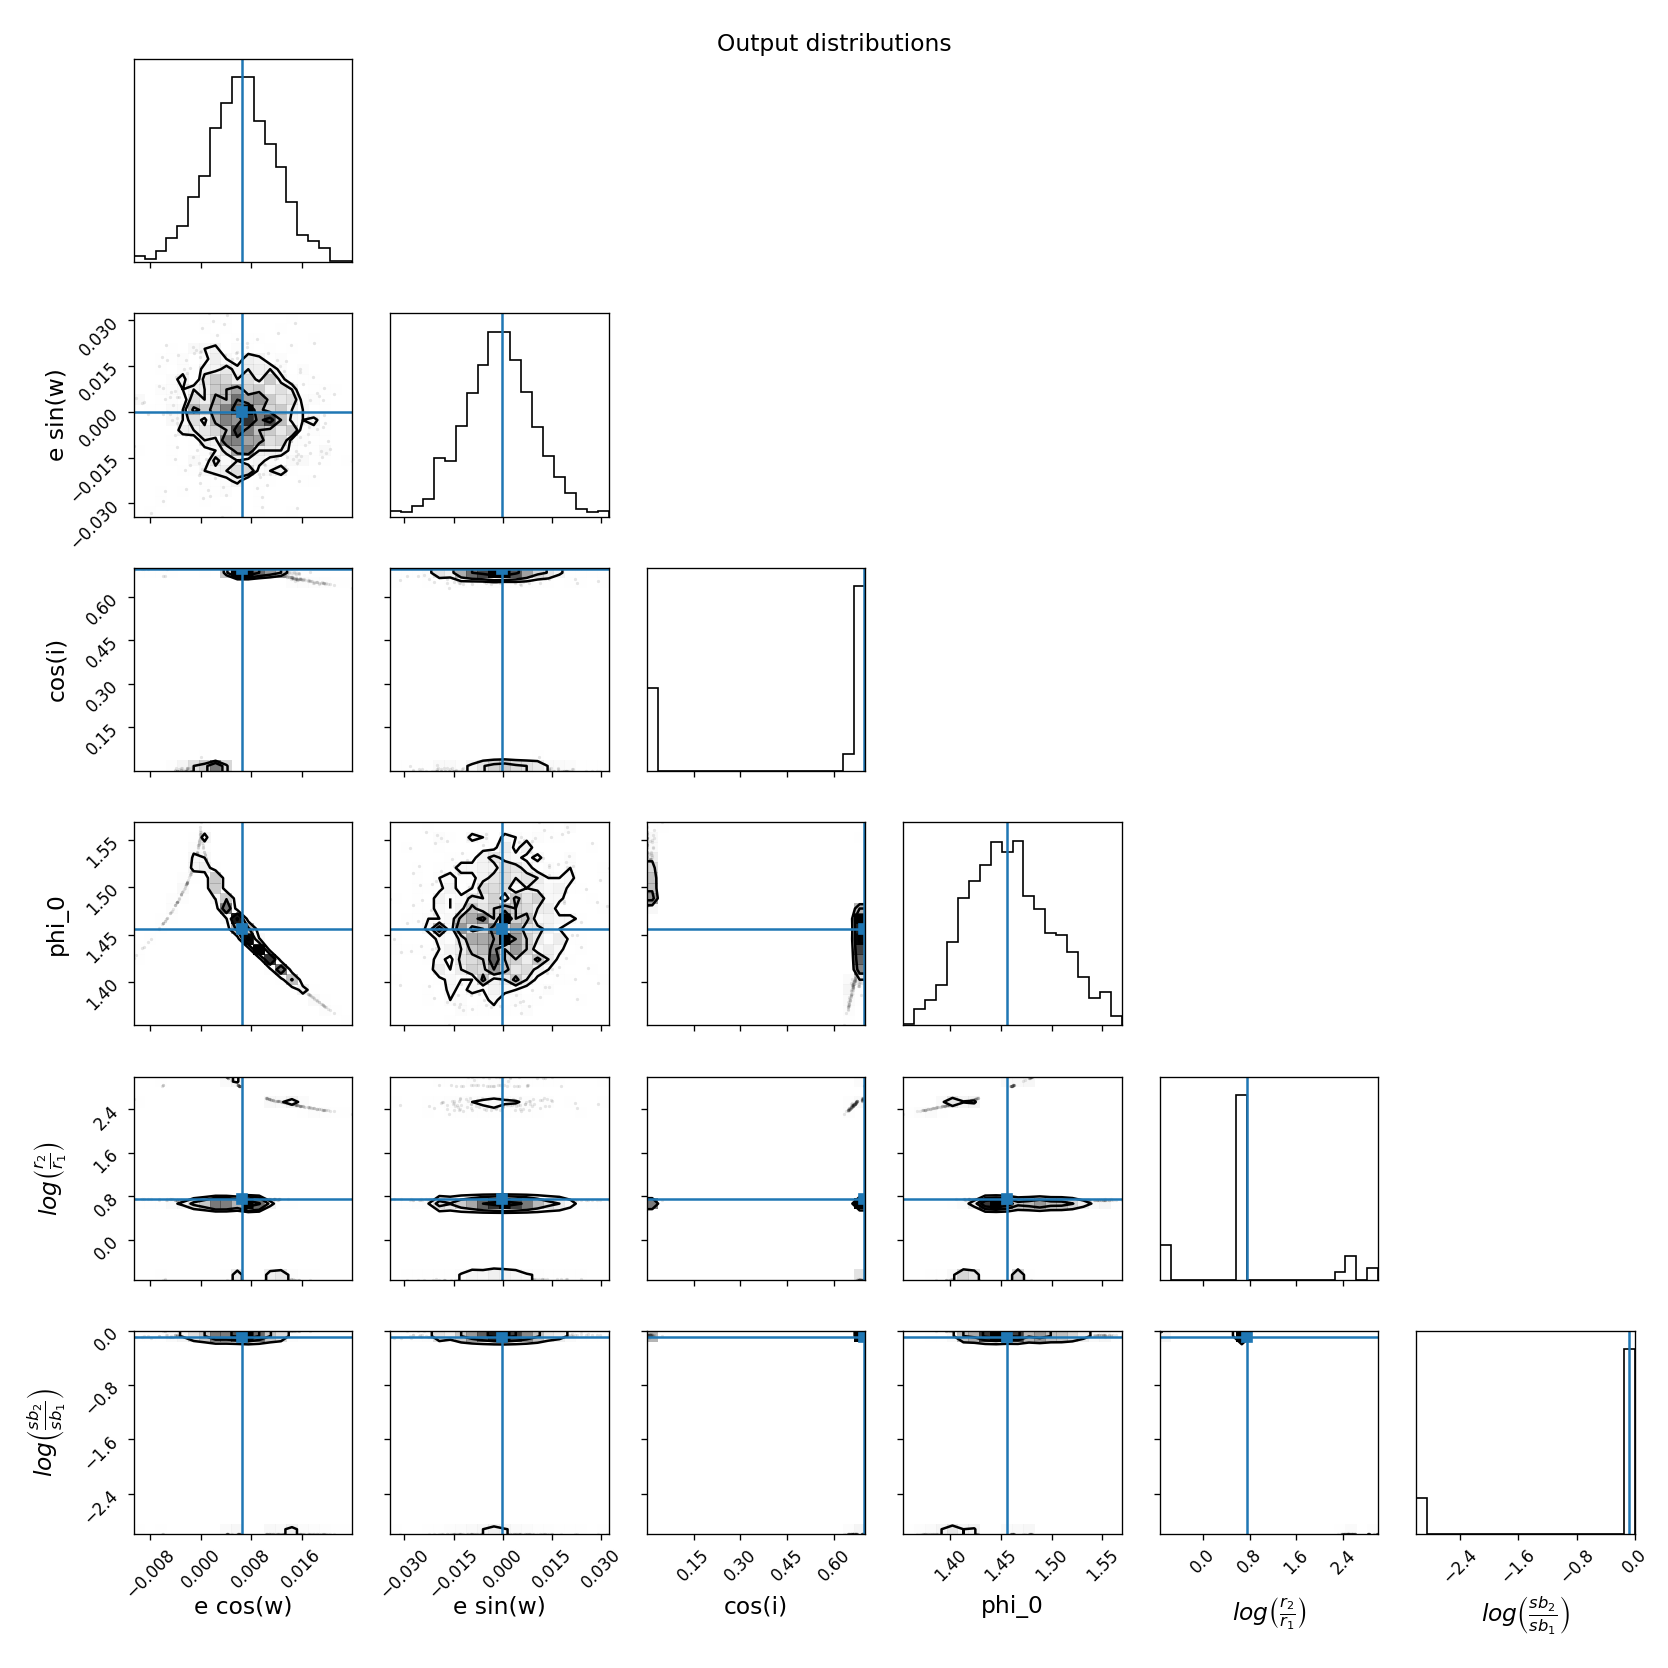 Output distributions
e sin(w)
0.030
0.015
0.000
−0.015
−0.030
cos(i)
0.60
0.45
0.30
0.15
phi_0
1.55
1.50
1.45
1.40
log(r2/r1)
2.4
1.6
0.8
0.0
log(sb2/sb1)
0.0
−0.8
−1.6
−2.4
−0.008 0.000 0.008 0.016 −0.030 −0.015 0.000 0.015 0.030 0.15 0.30 0.45 0.60 1.40 1.45 1.50 1.55 0.0 0.8 1.6 2.4 −2.4 −1.6 −0.8 0.0
e cos(w) e sin(w) cos(i) phi_0 log(r2/r1) log(sb2/sb1)